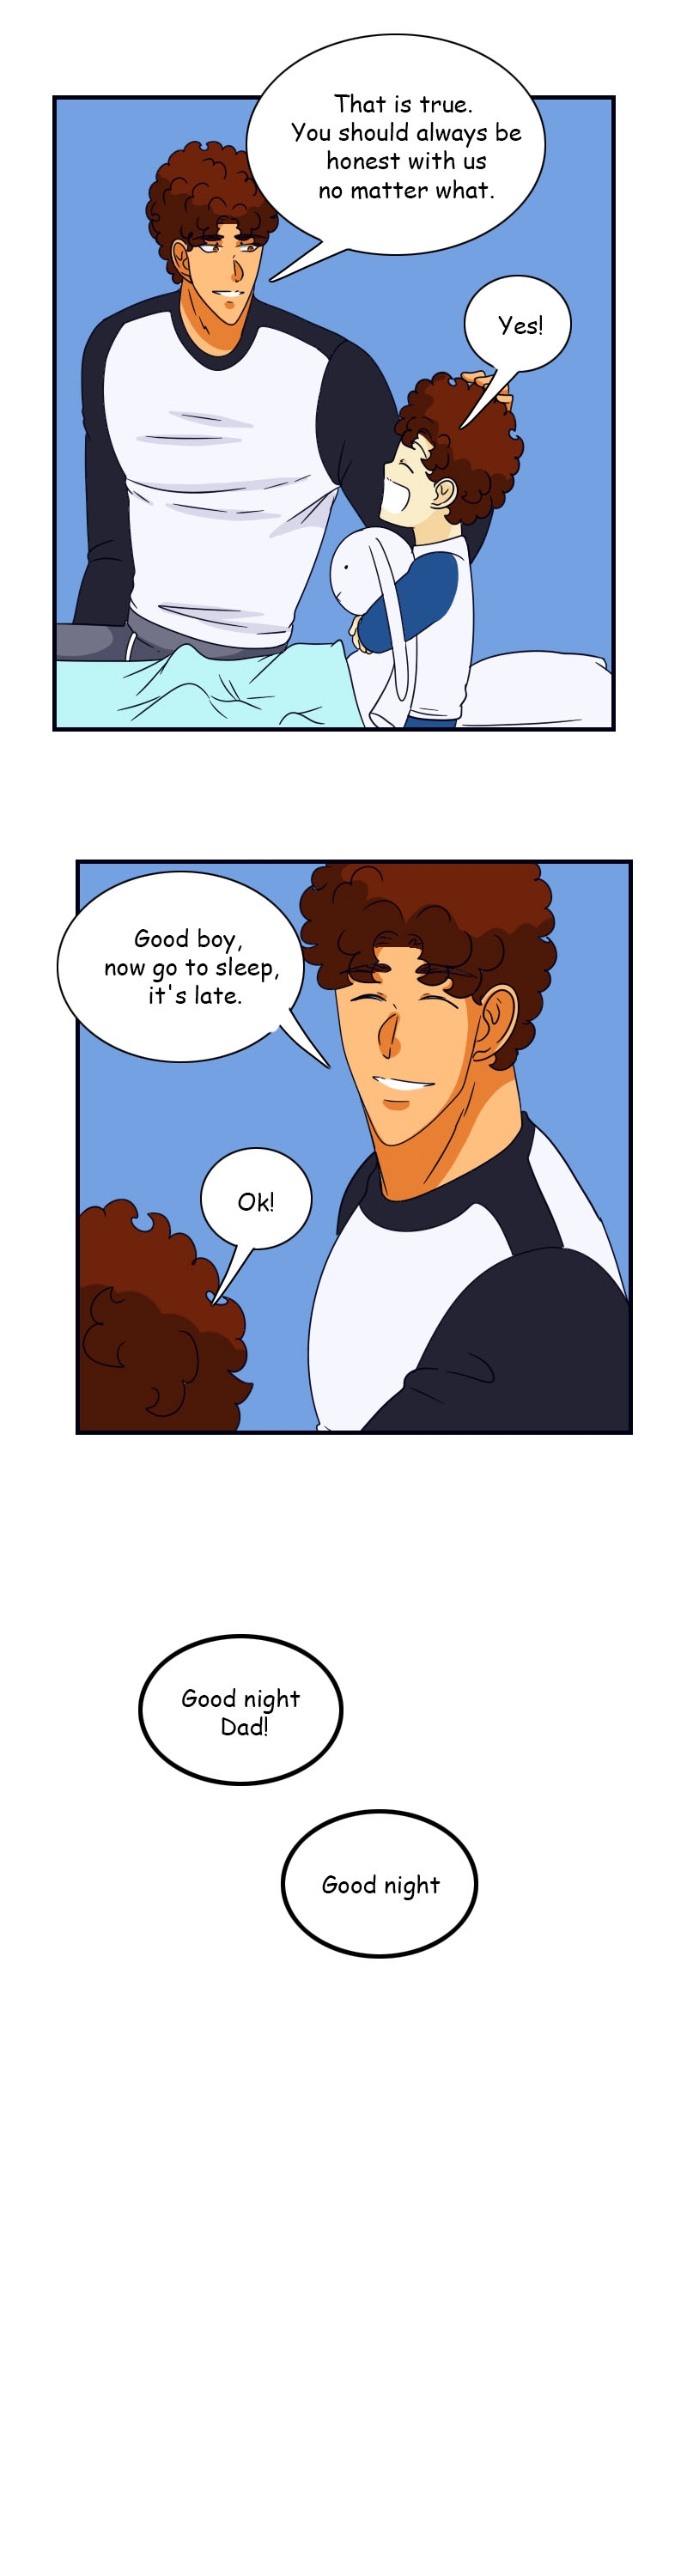 That is true.
You should always be
honest with us
no matter what.
Yes!
Good boy,
now go to sleep,
it's late.
Ok!
Good night
Dad!
Good night